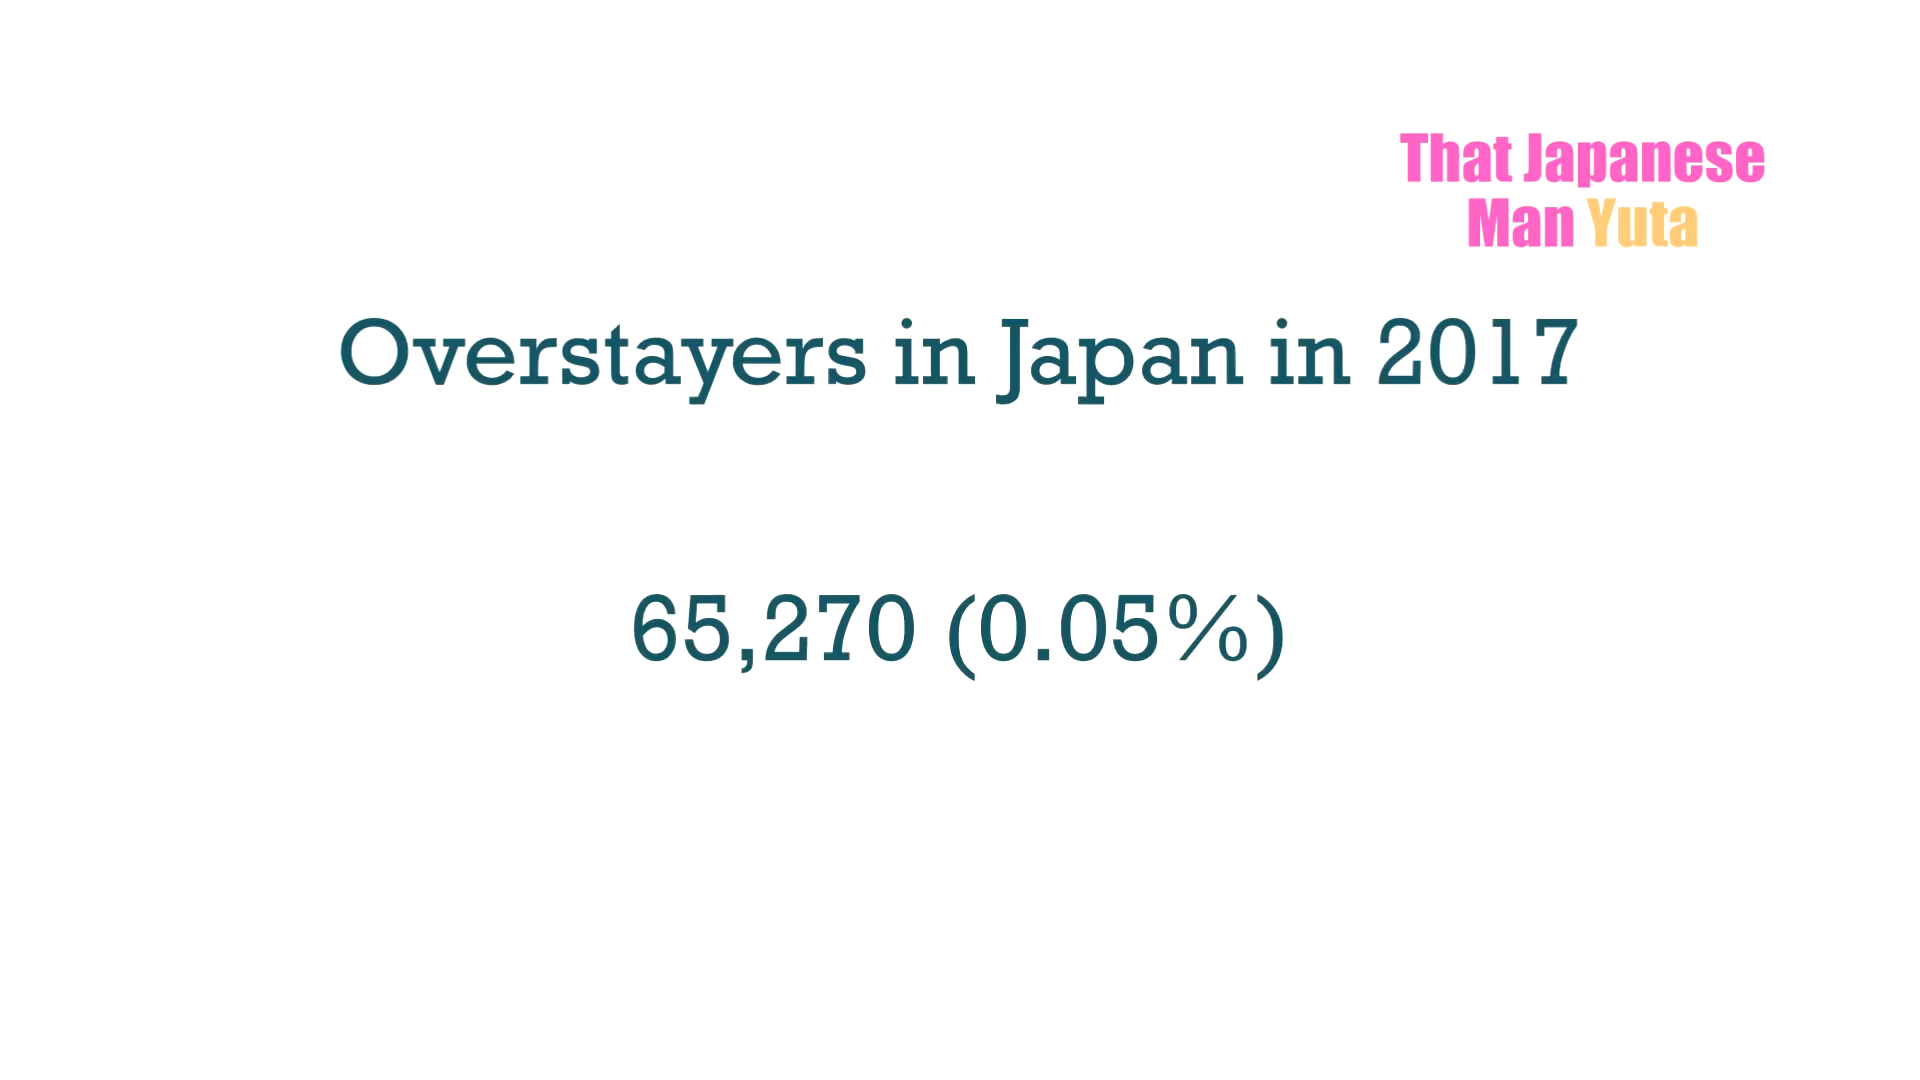 That Japanese
Man Yuta
Overstayers in Japan in 2017
65,270 (0.05%)